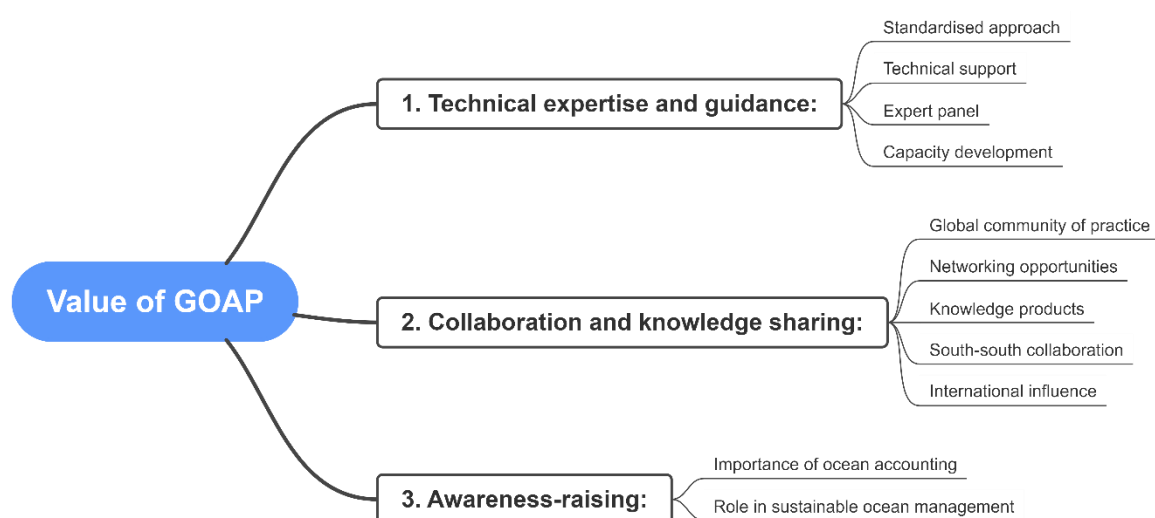 Value of GOAP
1. Technical expertise and guidance:
Standardised approach
Technical support
Expert panel
Capacity development
2. Collaboration and knowledge sharing:
Global community of practice
Networking opportunities
Knowledge products
South-south collaboration
International influence
3. Awareness-raising:
Importance of ocean accounting
Role in sustainable ocean management